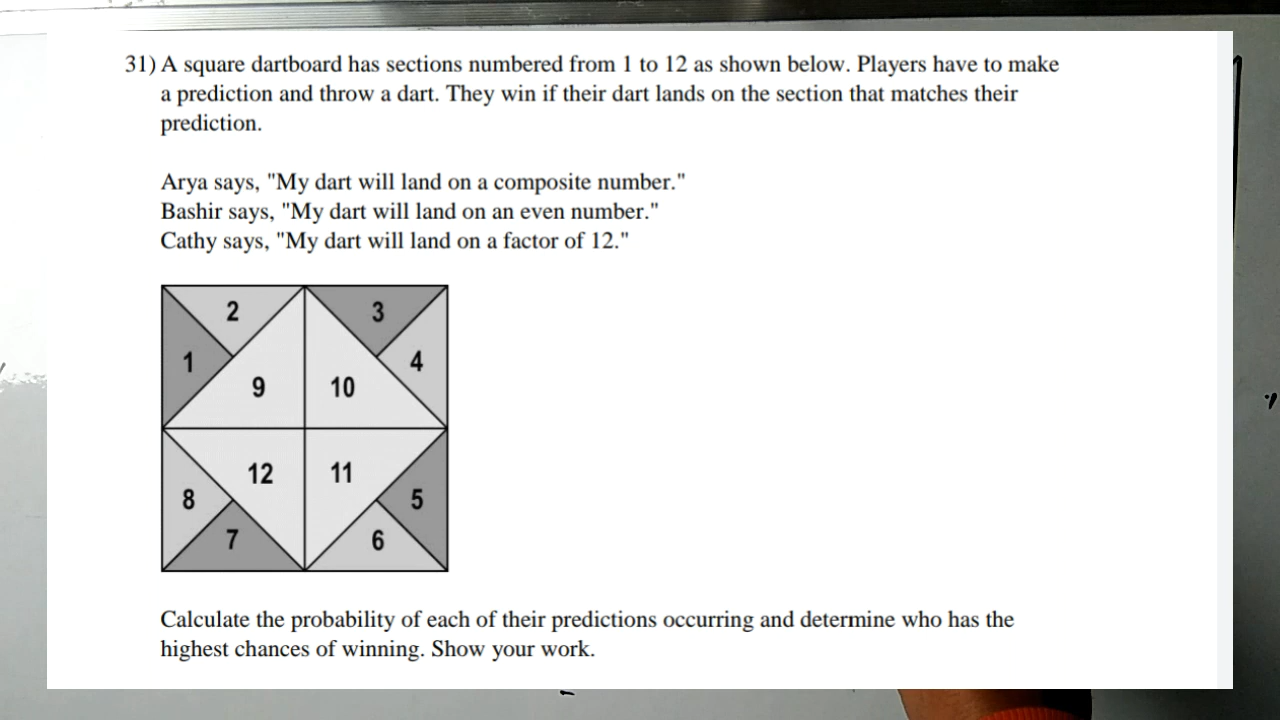 31) A square dartboard has sections numbered from 1 to 12 as shown below. Players have to make
a prediction and throw a dart. They win if their dart lands on the section that matches their
prediction.
Arya says, "My dart will land on a composite number."
Bashir says, "My dart will land on an even number."
Cathy says, "My dart will land on a factor of 12."
2 3
1 4
9 10
12 11
8 5
7 6
Calculate the probability of each of their predictions occurring and determine who has the
highest chances of winning. Show your work.